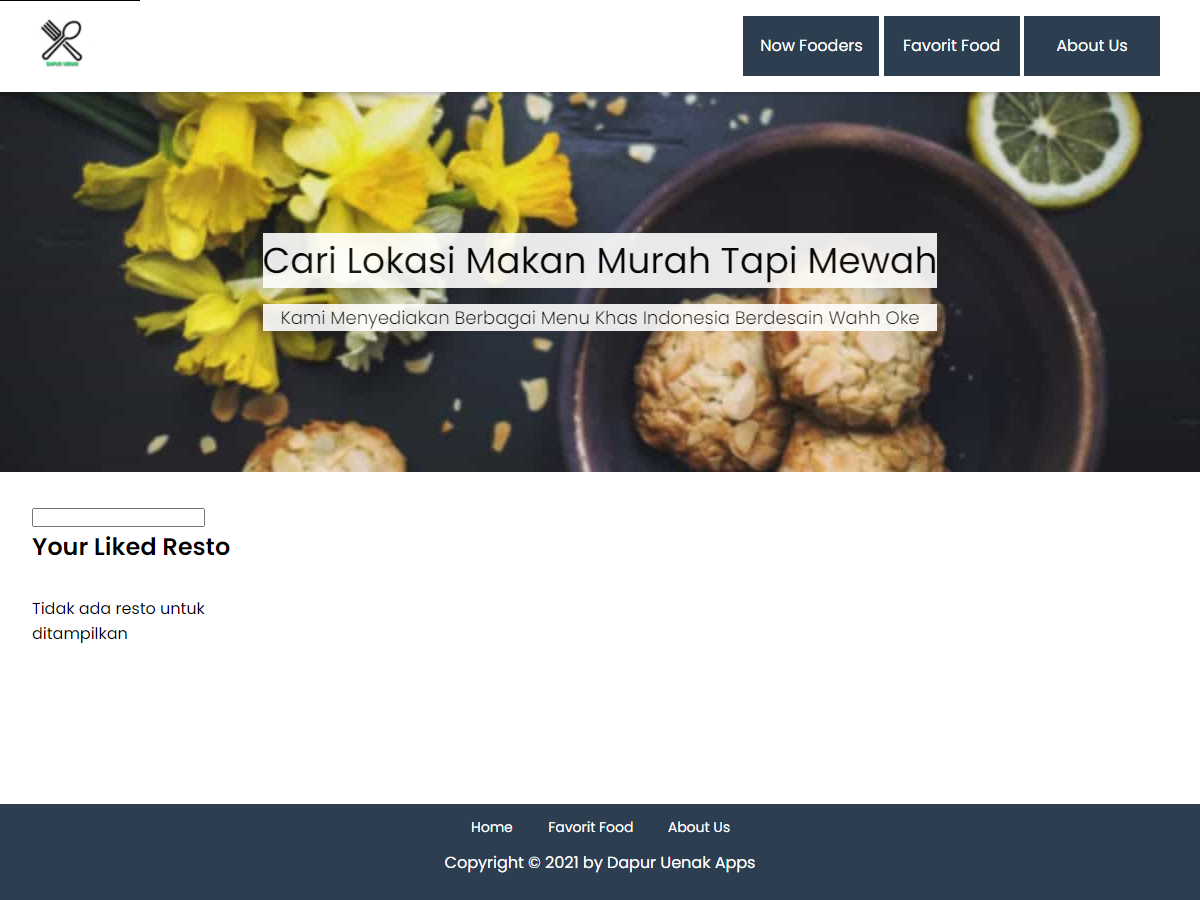 DAPUR UENAK
Now Fooders
Favorit Food
About Us
Cari Lokasi Makan Murah Tapi Mewah
Kami Menyediakan Berbagai Menu Khas Indonesia Berdesain Wahh Oke
Your Liked Resto
Tidak ada resto untuk
ditampilkan
Home
Favorit Food
About Us
Copyright © 2021 by Dapur Uenak Apps